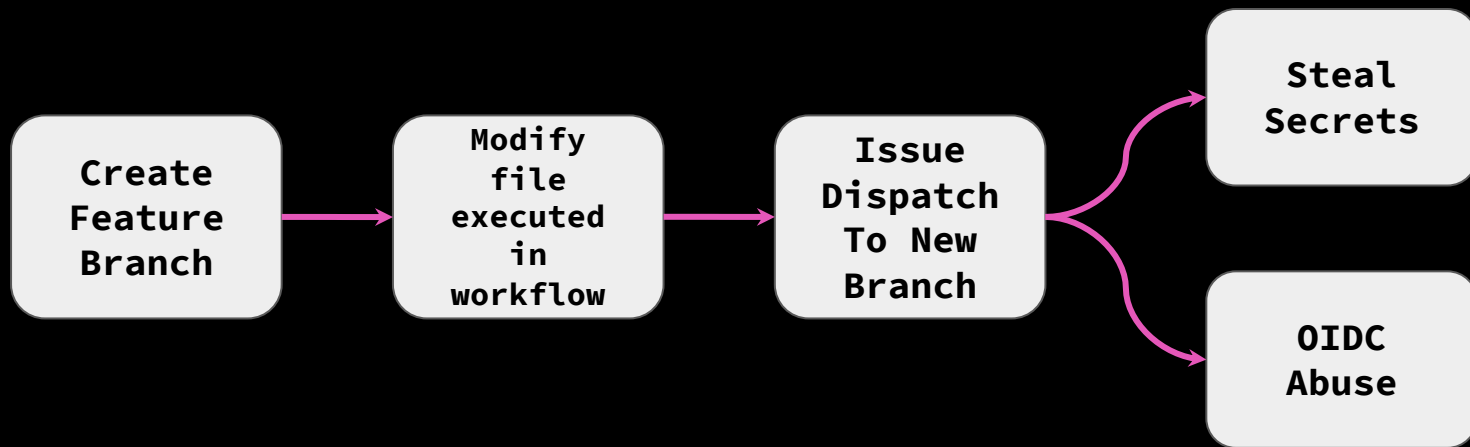 Create
Feature
Branch
Modify
file
executed
in
workflow
Issue
Dispatch
To New
Branch
Steal
Secrets
OIDC
Abuse